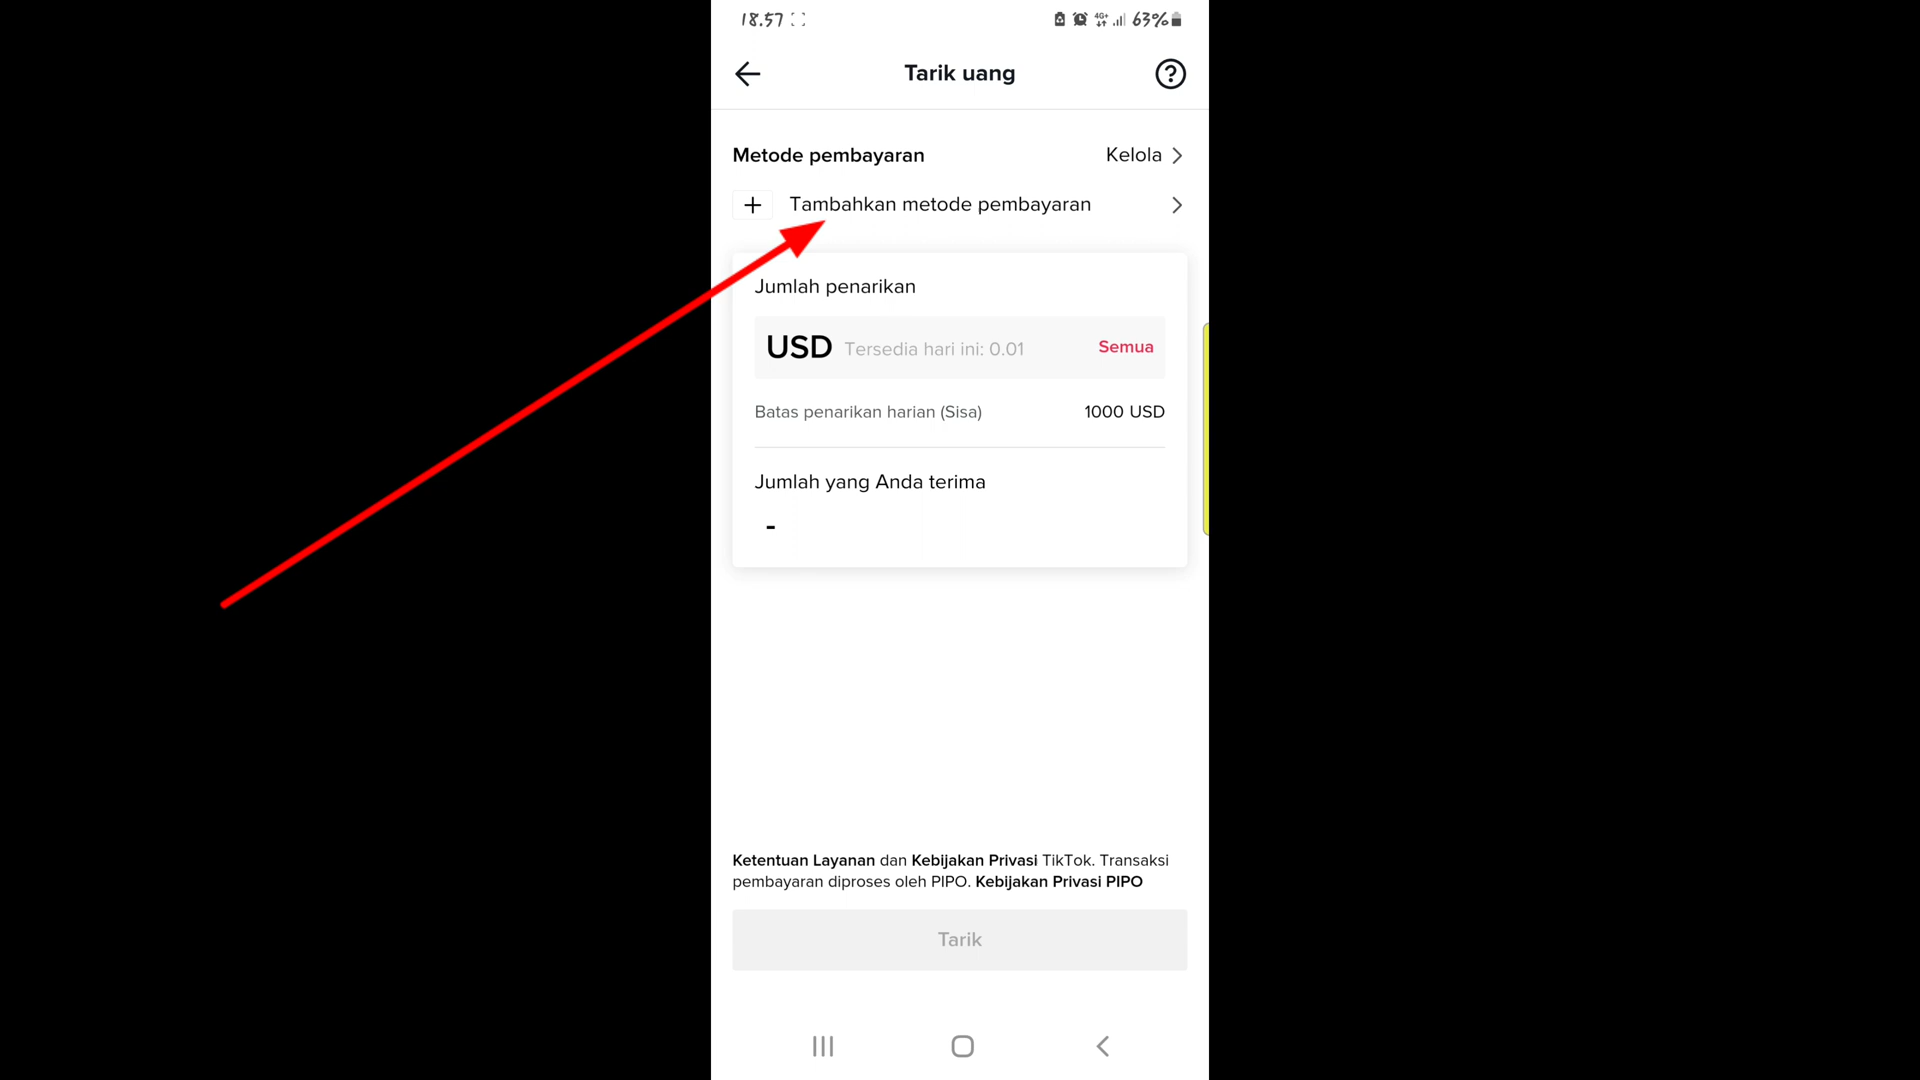 18.57
4G+ 63%
Tarik uang
Metode pembayaran Kelola
Tambahkan metode pembayaran
Jumlah penarikan
USD Tersedia hari ini: 0.01 Semua
Batas penarikan harian (Sisa) 1000 USD
Jumlah yang Anda terima
-
Ketentuan Layanan dan Kebijakan Privasi TikTok. Transaksi
pembayaran diproses oleh PIPO. Kebijakan Privasi PIPO
Tarik